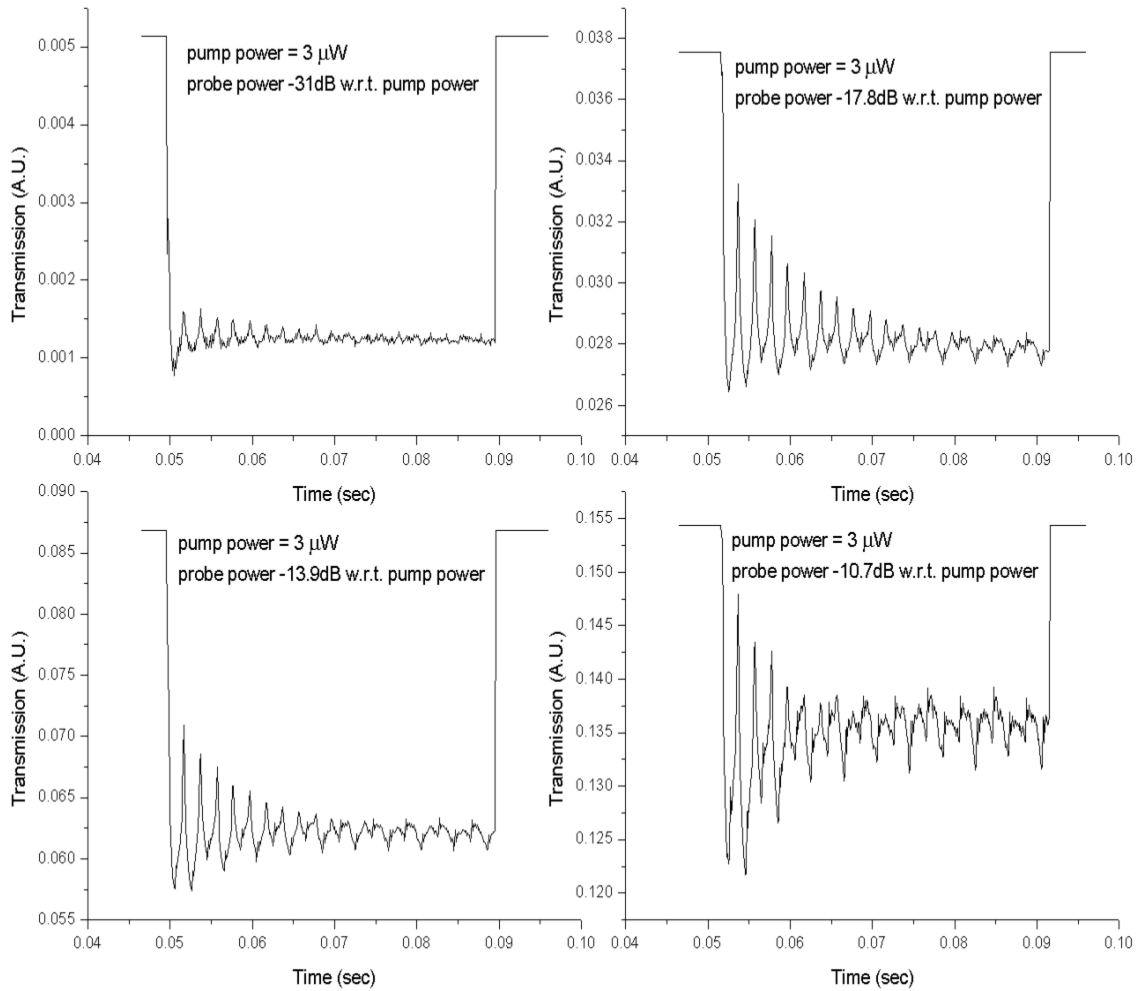 pump power = 3 μW
probe power -31dB w.r.t. pump power
Transmission (A.U.)
0.005
0.004
0.003
0.002
0.001
0.000
0.04 0.05 0.06 0.07 0.08 0.09 0.10
Time (sec)
pump power = 3 μW
probe power -17.8dB w.r.t. pump power
Transmission (A.U.)
0.038
0.036
0.034
0.032
0.030
0.028
0.026
0.04 0.05 0.06 0.07 0.08 0.09 0.10
Time (sec)
pump power = 3 μW
probe power -13.9dB w.r.t. pump power
Transmission (A.U.)
0.090
0.085
0.080
0.075
0.070
0.065
0.060
0.055
0.04 0.05 0.06 0.07 0.08 0.09 0.10
Time (sec)
pump power = 3 μW
probe power -10.7dB w.r.t. pump power
Transmission (A.U.)
0.155
0.150
0.145
0.140
0.135
0.130
0.125
0.120
0.04 0.05 0.06 0.07 0.08 0.09 0.10
Time (sec)